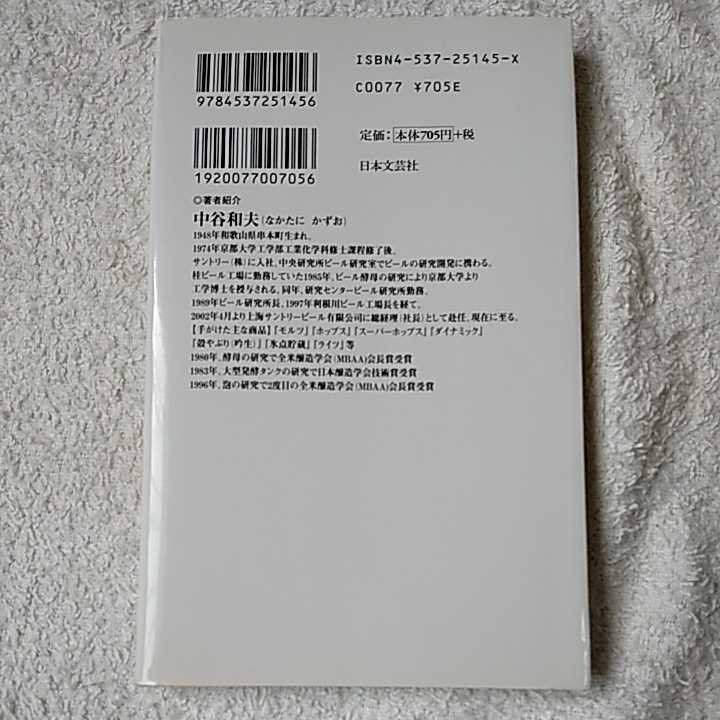 ISBN4-537-25145-X
9784537251456
C0077 ¥705E
定価：本体705円+税
1920077007056
日本文芸社
◎著者紹介
中谷和夫（なかたに かずお）
1948年和歌山県串本町生まれ。
1974年京都大学工学部工業化学科修士課程修了後、
サントリー（株）に入社、中央研究所ビール研究室でビールの研究開発に携わる。
桂ビール工場に勤務していた1985年、ビール酵母の研究により京都大学より
工学博士を授与される。同年、研究センタービール研究所勤務。
1989年ビール研究所長、1997年利根川ビール工場長を経て、
2002年4月より上海サントリービール有限公司に総経理（社長）として赴任、現在に至る。
【手がけた主な商品】『モルツ』『ホップス』『スーパーホップス』『ダイナミック』
『殻やぶり（吟生）』『氷点貯蔵』『ライツ』等
1980年、酵母の研究で全米醸造学会（MBAA）会長賞受賞
1983年、大型発酵タンクの研究で日本醸造学会技術賞受賞
1996年、泡の研究で2度目の全米醸造学会（MBAA）会長賞受賞